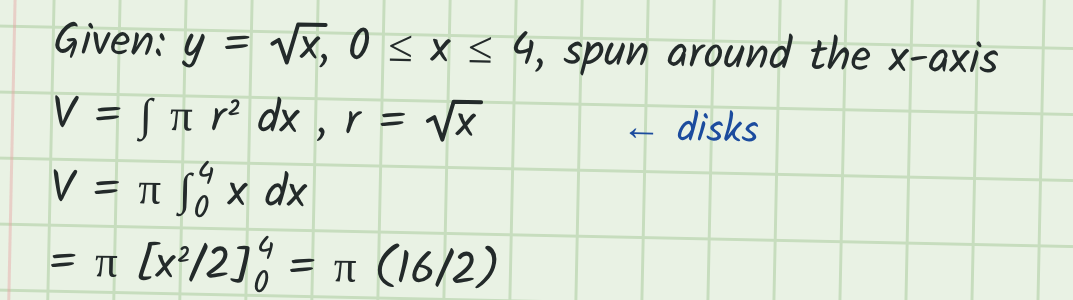 Given: y = √x, 0 ≤ x ≤ 4, spun around the x-axis
V = ∫ π r² dx , r = √x ← disks
V = π ∫₀⁴ x dx
= π [x²/2]₀⁴ = π (16/2)